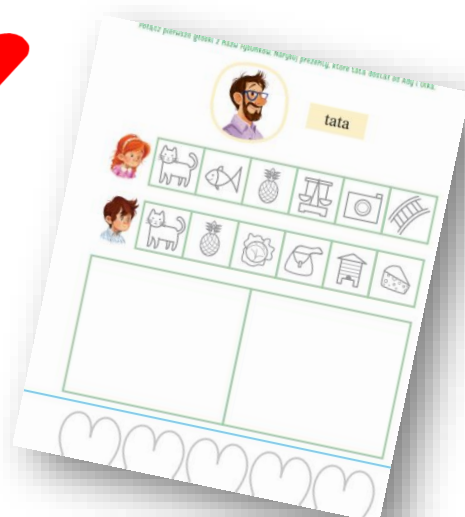 Połącz pierwsze głoski z nazw rysunków. Narysuj prezenty, które tata dostał od Ady i Olka.
tata